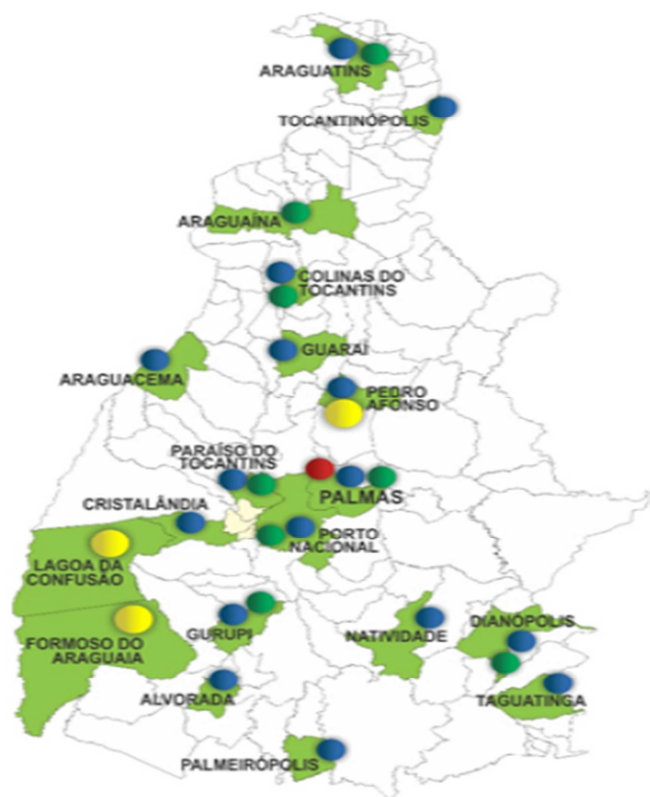 ARAGUATINS
TOCANTINÓPOLIS
ARAGUAÍNA
COLINAS DO
TOCANTINS
GUARAÍ
ARAGUACEMA
PEDRO
AFONSO
PARAÍSO DO
TOCANTINS
PALMAS
CRISTALÂNDIA
PORTO
NACIONAL
LAGOA DA
CONFUSÃO
GURUPI
NATIVIDADE
DIANÓPOLIS
FORMOSO DO
ARAGUAIA
ALVORADA
TAGUATINGA
PALMEIRÓPOLIS